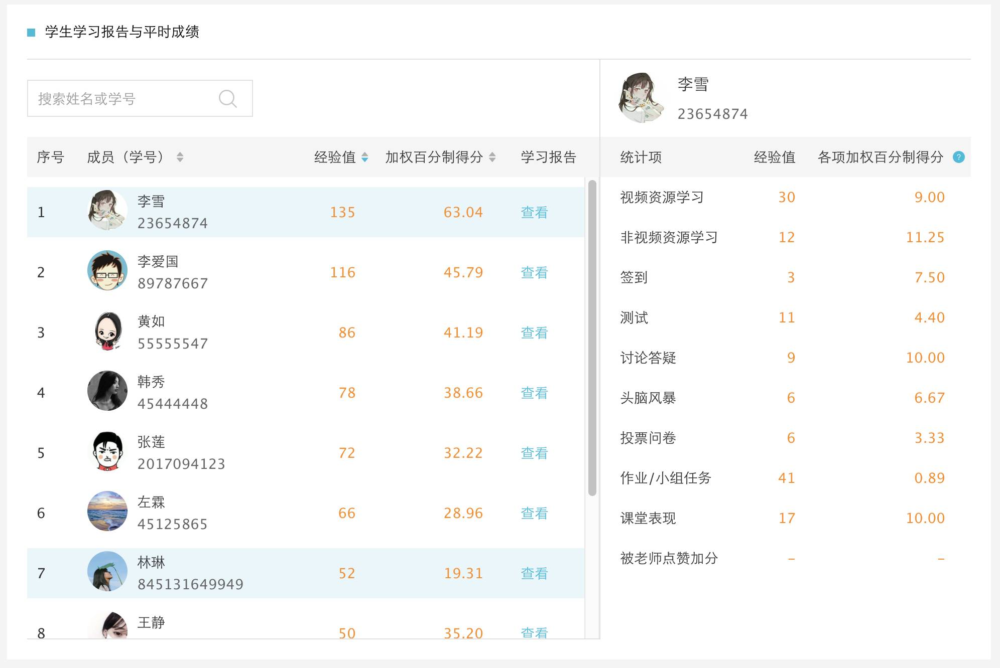 学生学习报告与平时成绩
搜索姓名或学号
序号 成员（学号） 经验值 加权百分制得分 学习报告
1 李雪 23654874 135 63.04 查看
2 李爱国 89787667 116 45.79 查看
3 黄如 55555547 86 41.19 查看
4 韩秀 45444448 78 38.66 查看
5 张莲 2017094123 72 32.22 查看
6 左霖 45125865 66 28.96 查看
7 林琳 845131649949 52 19.31 查看
8 王静 50 35.20 查看
李雪
23654874
统计项 经验值 各项加权百分制得分 ?
视频资源学习 30 9.00
非视频资源学习 12 11.25
签到 3 7.50
测试 11 4.40
讨论答疑 9 10.00
头脑风暴 6 6.67
投票问卷 6 3.33
作业/小组任务 41 0.89
课堂表现 17 10.00
被老师点赞加分 – –